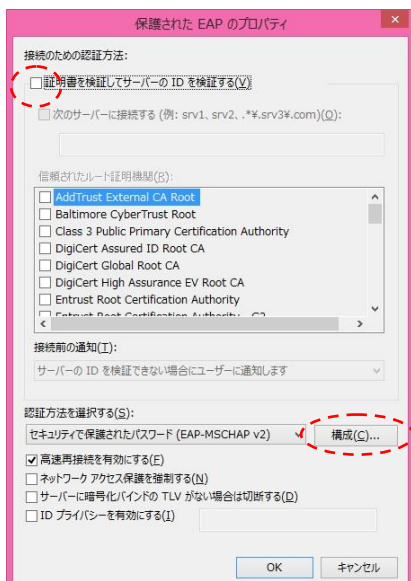 保護された EAP のプロパティ
×
接続のための認証方法:
証明書を検証してサーバーの ID を検証する(V)
次のサーバーに接続する (例: srv1、srv2、.*¥.srv3¥.com)(O):
信頼されたルート証明機関(R):
AddTrust External CA Root
Baltimore CyberTrust Root
Class 3 Public Primary Certification Authority
DigiCert Assured ID Root CA
DigiCert Global Root CA
DigiCert High Assurance EV Root CA
Entrust Root Certification Authority
Entrust Root Certification Authority - G2
接続前の通知(T):
サーバーの ID を検証できない場合にユーザーに通知します
認証方法を選択する(S):
セキュリティで保護されたパスワード (EAP-MSCHAP v2)
構成(C)...
高速再接続を有効にする(F)
ネットワーク アクセス保護を強制する(N)
サーバーに暗号化バインドの TLV がない場合は切断する(D)
ID プライバシーを有効にする(I)
OK
キャンセル